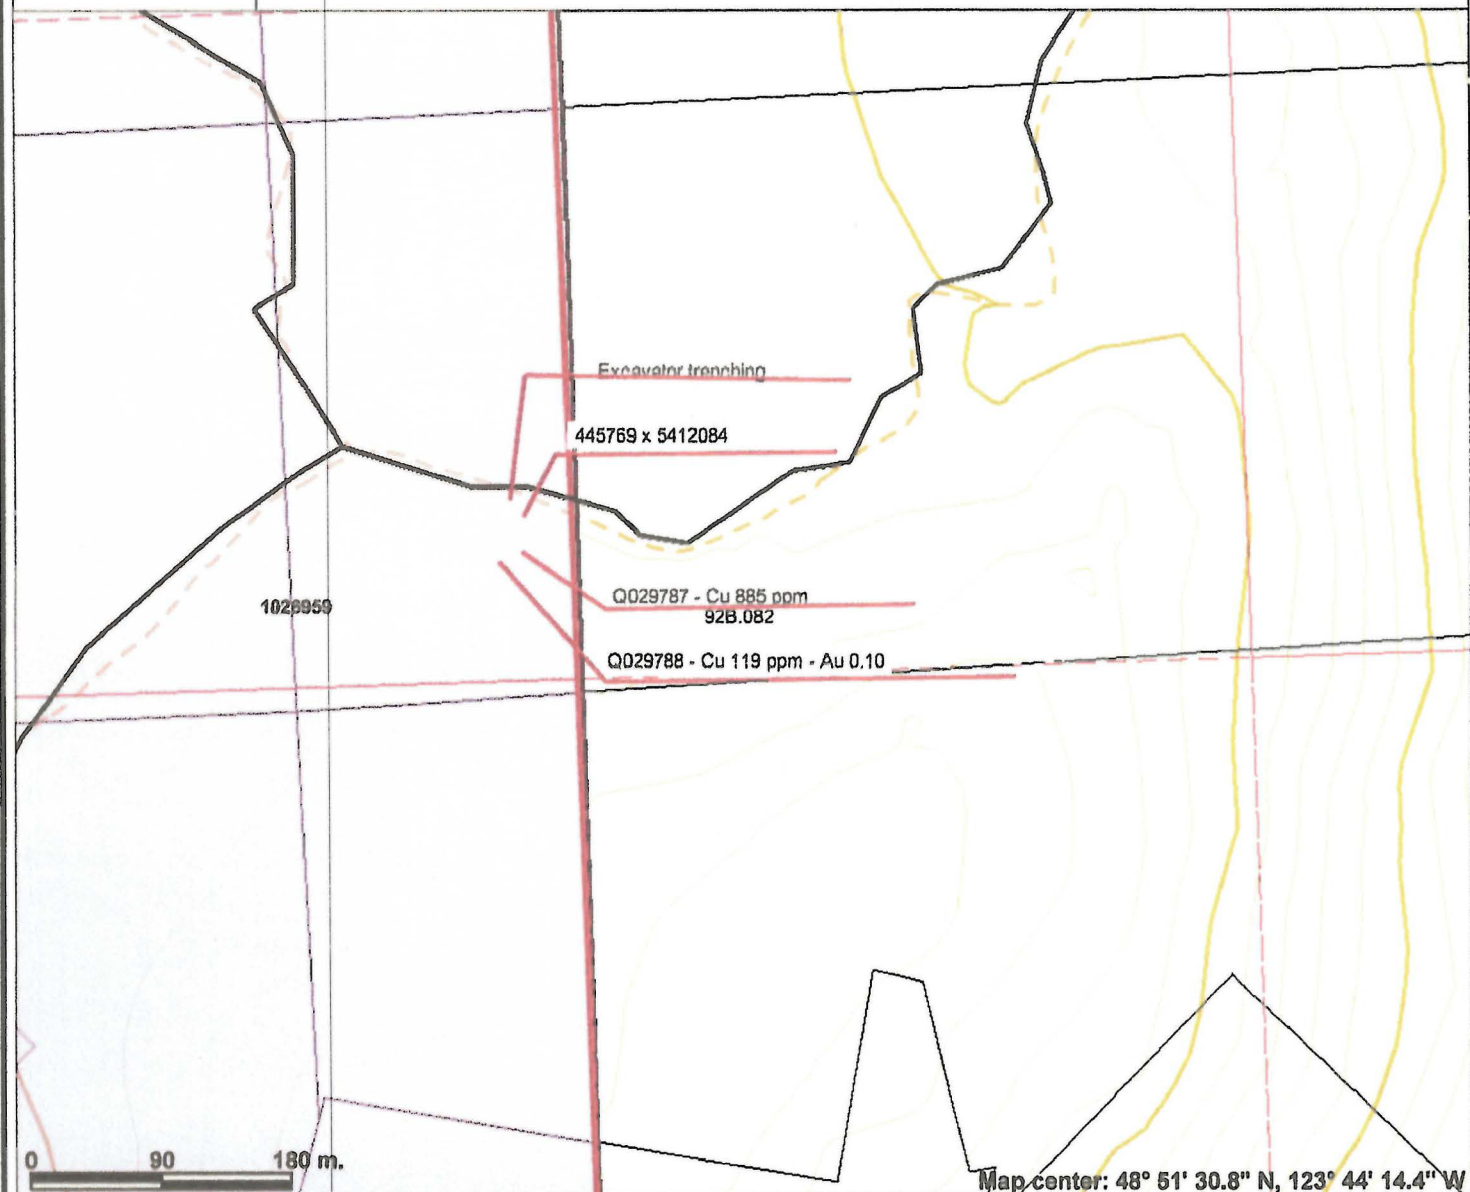 Excavator trenching
445769 x 5412084
Q029787 - Cu 885 ppm
92B.082
1026959
Q029788 - Cu 119 ppm - Au 0.10
0 90 180 m.
Map center: 48° 51' 30.8" N, 123° 44' 14.4" W